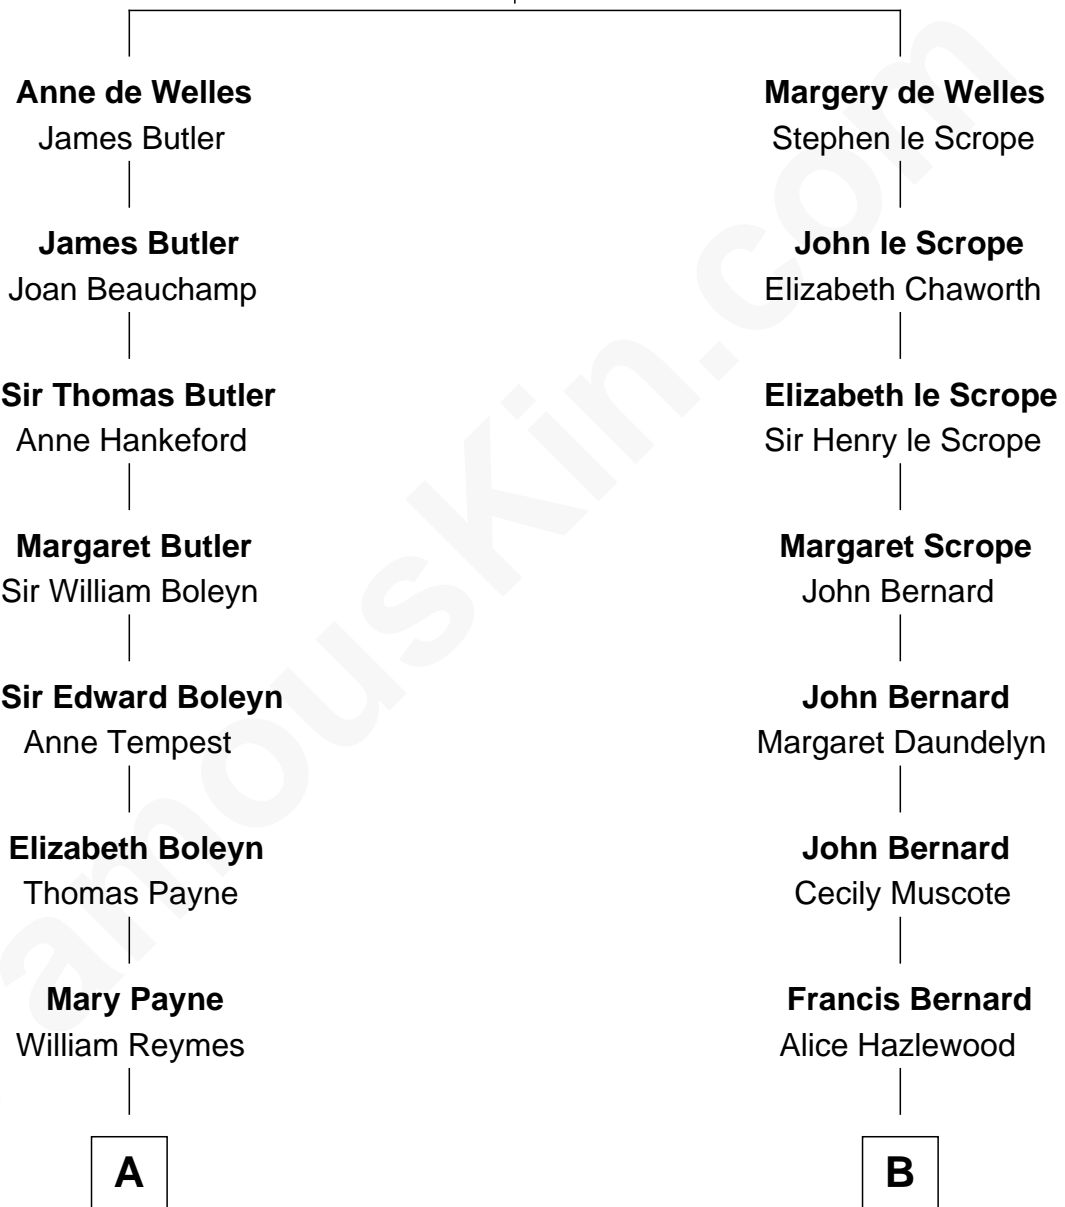 Anne de Welles
James Butler
James Butler
Joan Beauchamp
Sir Thomas Butler
Anne Hankeford
Margaret Butler
Sir William Boleyn
Sir Edward Boleyn
Anne Tempest
Elizabeth Boleyn
Thomas Payne
Mary Payne
William Reymes
A
Margery de Welles
Stephen le Scrope
John le Scrope
Elizabeth Chaworth
Elizabeth le Scrope
Sir Henry le Scrope
Margaret Scrope
John Bernard
John Bernard
Margaret Daundelyn
John Bernard
Cecily Muscote
Francis Bernard
Alice Hazlewood
B
amousKin.com